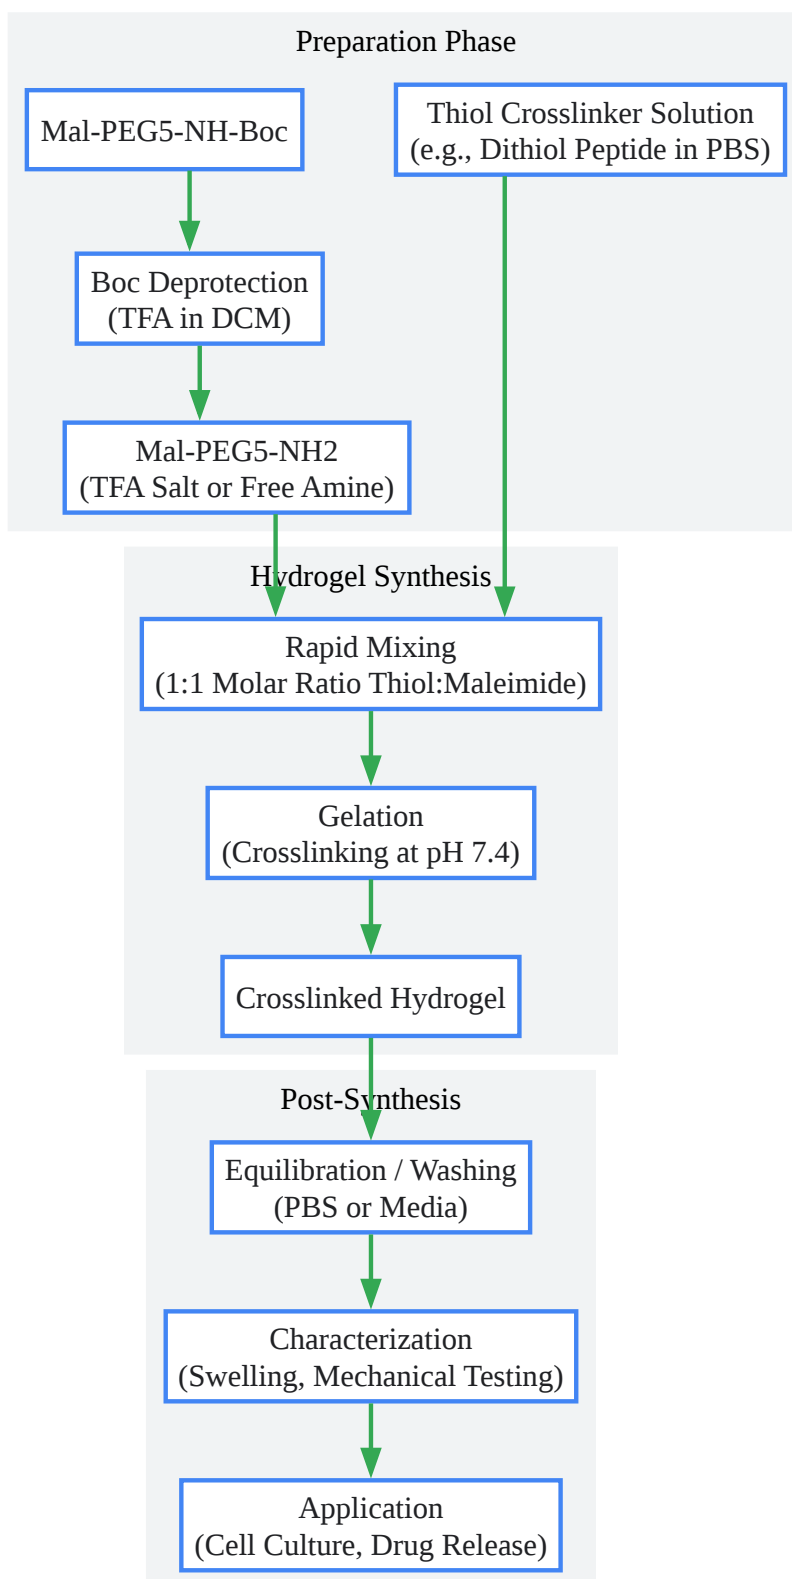 Preparation Phase
Mal-PEG5-NH-Boc
Thiol Crosslinker Solution
(e.g., Dithiol Peptide in PBS)
Boc Deprotection
(TFA in DCM)
Mal-PEG5-NH2
(TFA Salt or Free Amine)
Hydrogel Synthesis
Rapid Mixing
(1:1 Molar Ratio Thiol:Maleimide)
Gelation
(Crosslinking at pH 7.4)
Crosslinked Hydrogel
Post-Synthesis
Equilibration / Washing
(PBS or Media)
Characterization
(Swelling, Mechanical Testing)
Application
(Cell Culture, Drug Release)